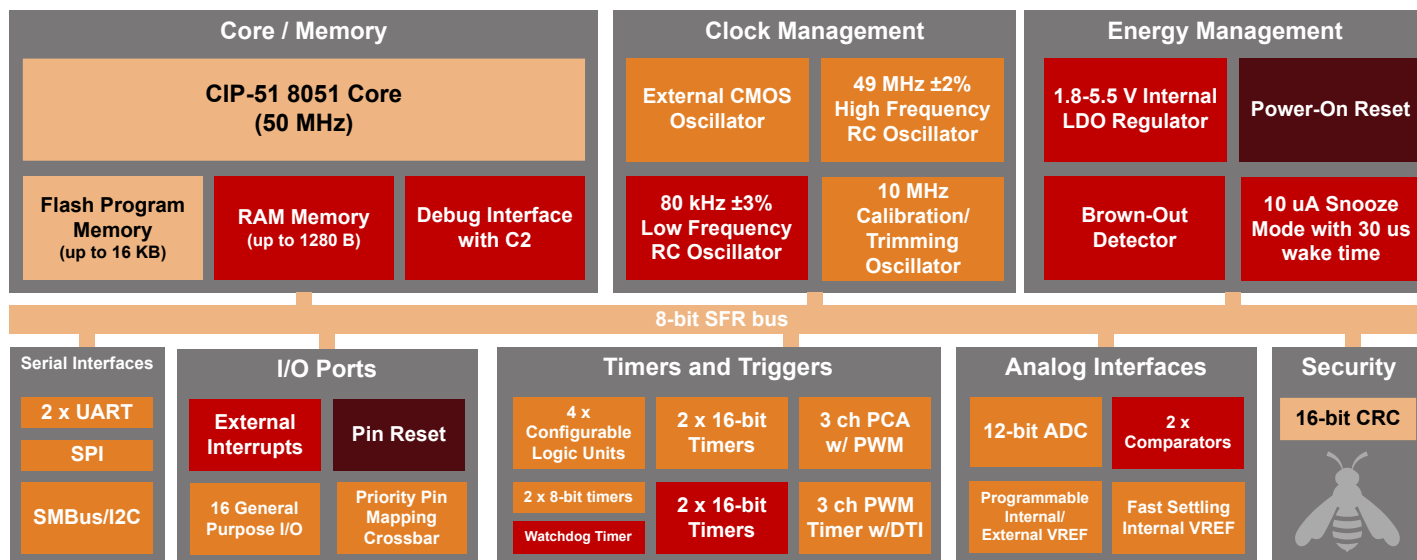 Core / Memory
CIP-51 8051 Core
(50 MHz)
Flash Program
Memory
(up to 16 KB)
RAM Memory
(up to 1280 B)
Debug Interface
with C2
Clock Management
External CMOS
Oscillator
49 MHz ±2%
High Frequency
RC Oscillator
80 kHz ±3%
Low Frequency
RC Oscillator
10 MHz
Calibration/
Trimming
Oscillator
Energy Management
1.8-5.5 V Internal
LDO Regulator
Power-On Reset
Brown-Out
Detector
10 uA Snooze
Mode with 30 us
wake time
8-bit SFR bus
Serial Interfaces
2 x UART
SPI
SMBus/I2C
I/O Ports
External
Interrupts
Pin Reset
16 General
Purpose I/O
Priority Pin
Mapping
Crossbar
Timers and Triggers
4 x
Configurable
Logic Units
2 x 16-bit
Timers
3 ch PCA
w/ PWM
2 x 8-bit timers
Watchdog Timer
2 x 16-bit
Timers
3 ch PWM
Timer w/DTI
Analog Interfaces
12-bit ADC
2 x
Comparators
Programmable
Internal/
External VREF
Fast Settling
Internal VREF
Security
16-bit CRC